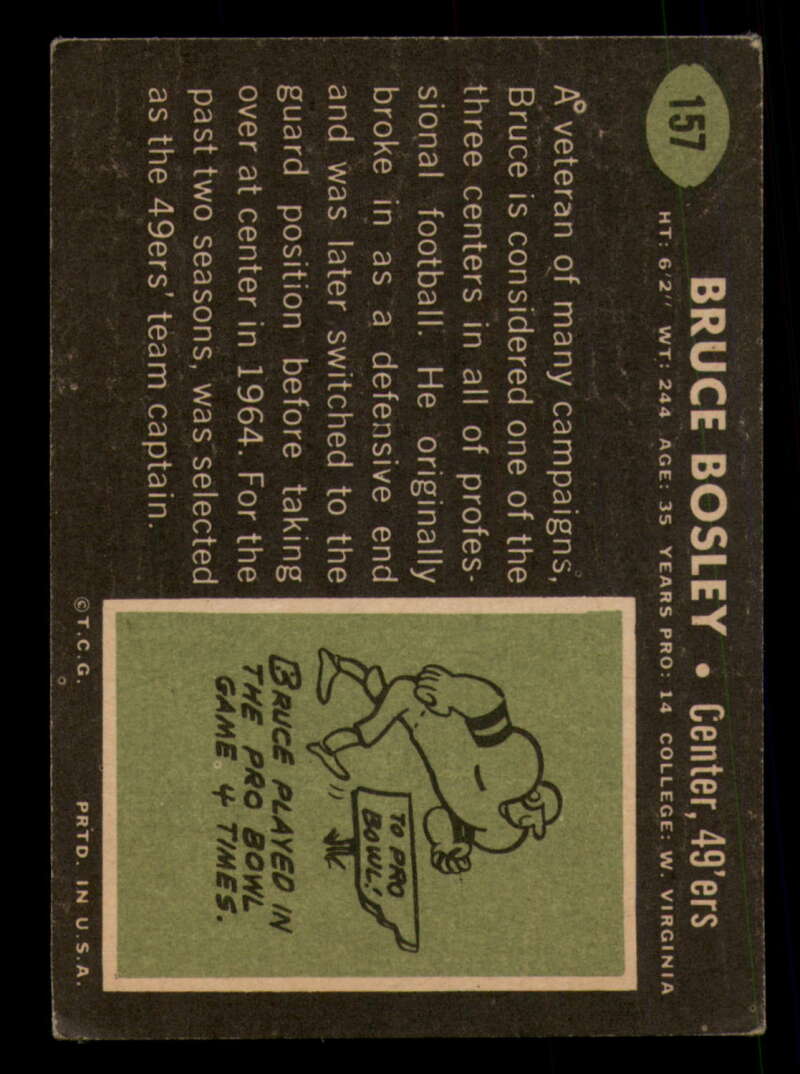 157
BRUCE BOSLEY • Center, 49'ers
HT: 6'2" WT: 244 AGE: 35 YEARS PRO: 14 COLLEGE: W. VIRGINIA
A veteran of many campaigns,
Bruce is considered one of the
three centers in all of profes-
sional football. He originally
broke in as a defensive end
and was later switched to the
guard position before taking
over at center in 1964. For the
past two seasons, was selected
as the 49ers' team captain.
TO PRO
BOWL!
BRUCE PLAYED IN
THE PRO BOWL
GAME 4 TIMES.
©T.C.G. PRTD. IN U.S.A.